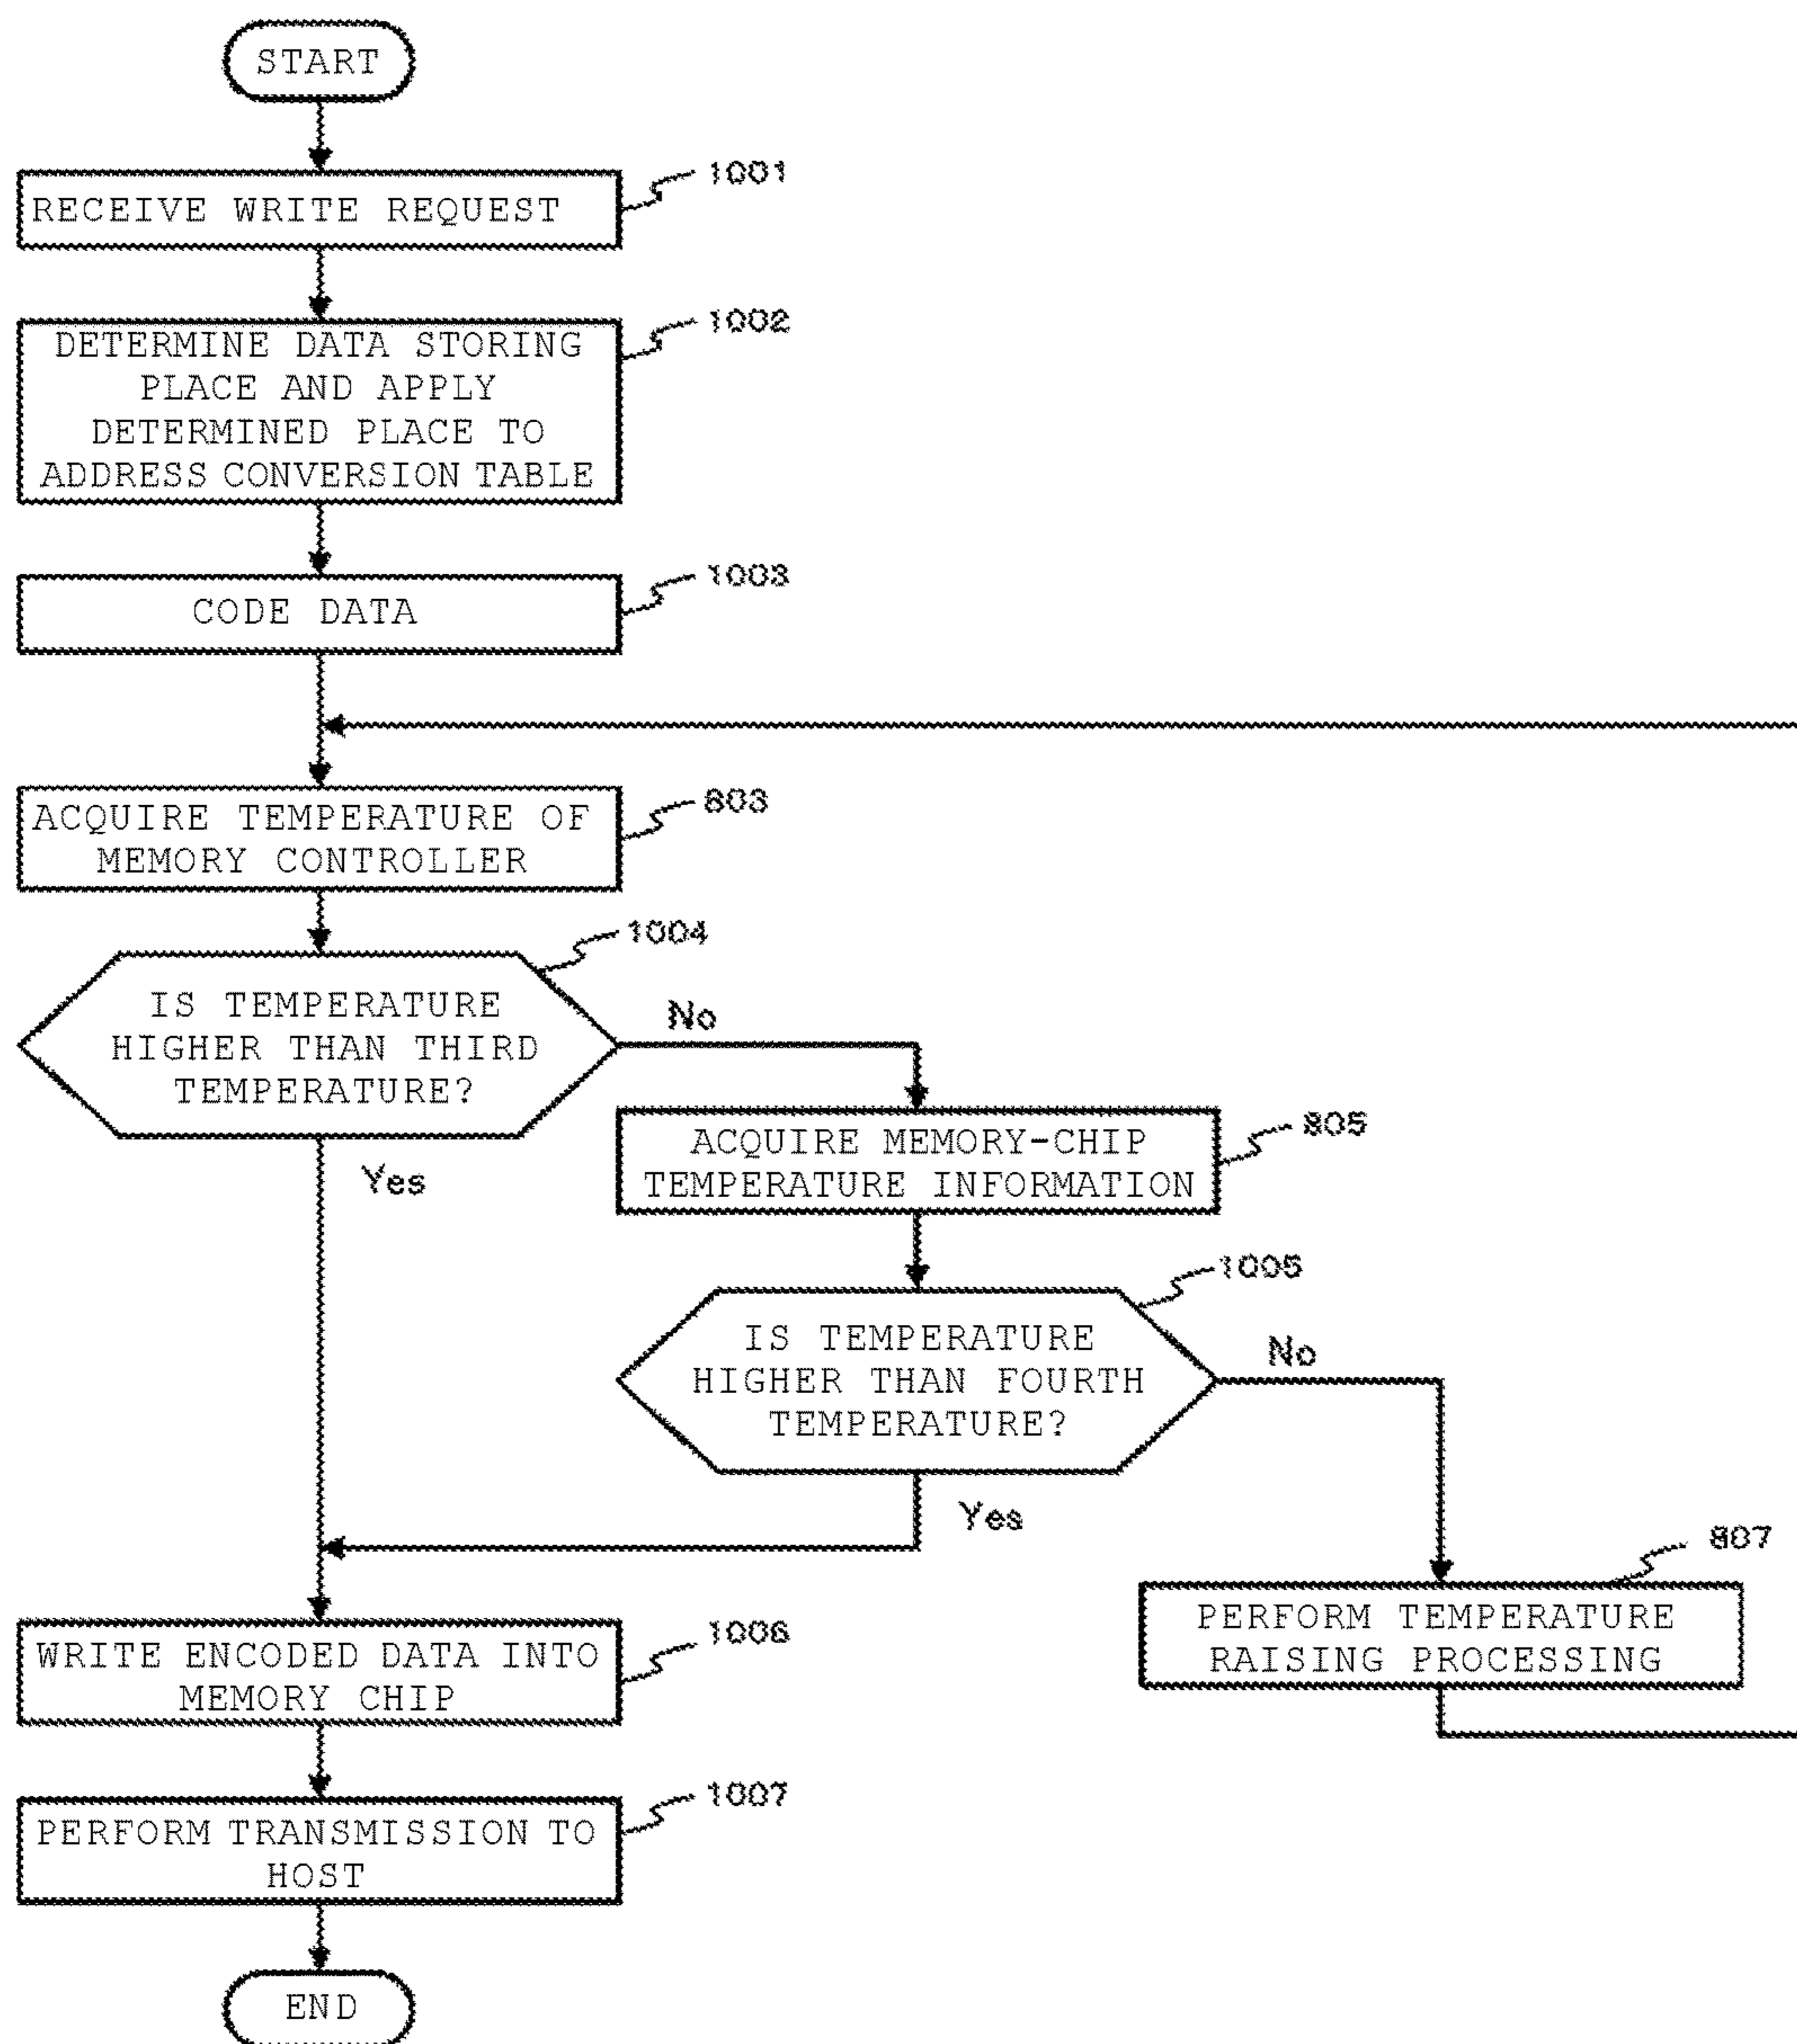 START
1001
RECEIVE WRITE REQUEST
1002
DETERMINE DATA STORING
PLACE AND APPLY
DETERMINED PLACE TO
ADDRESS CONVERSION TABLE
1003
CODE DATA
803
ACQUIRE TEMPERATURE OF
MEMORY CONTROLLER
1004
IS TEMPERATURE
HIGHER THAN THIRD
TEMPERATURE?
No
Yes
805
ACQUIRE MEMORY-CHIP
TEMPERATURE INFORMATION
1005
IS TEMPERATURE
HIGHER THAN FOURTH
TEMPERATURE?
No
Yes
807
PERFORM TEMPERATURE
RAISING PROCESSING
1006
WRITE ENCODED DATA INTO
MEMORY CHIP
1007
PERFORM TRANSMISSION TO
HOST
END